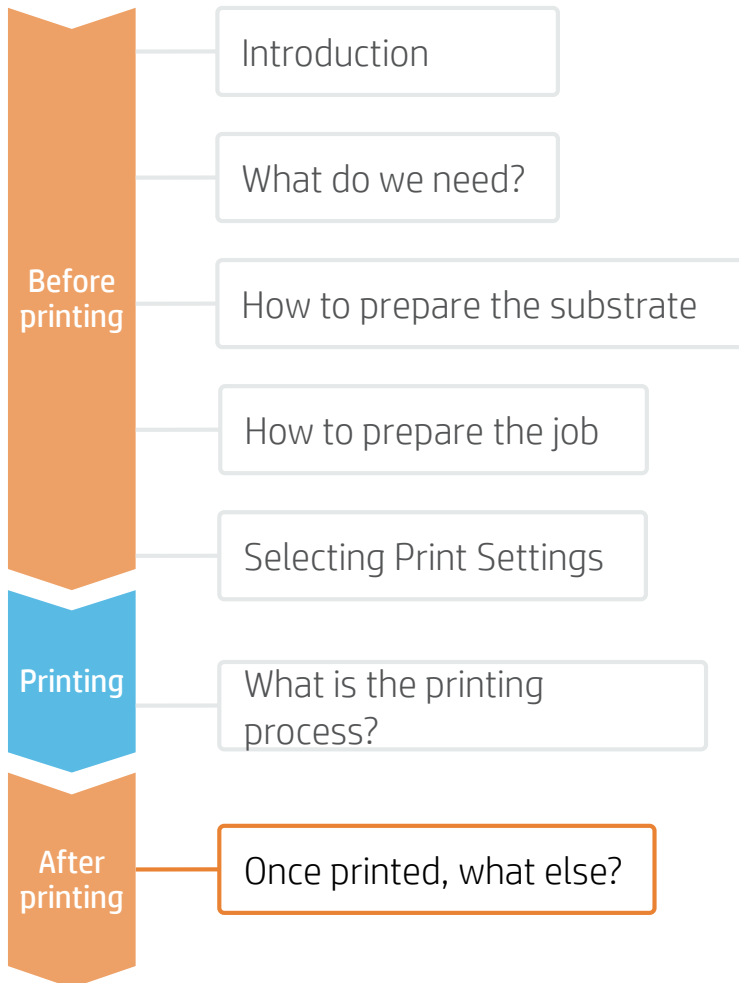 Introduction
What do we need?
Before
printing
How to prepare the substrate
How to prepare the job
Selecting Print Settings
Printing
What is the printing
process?
After
printing
Once printed, what else?